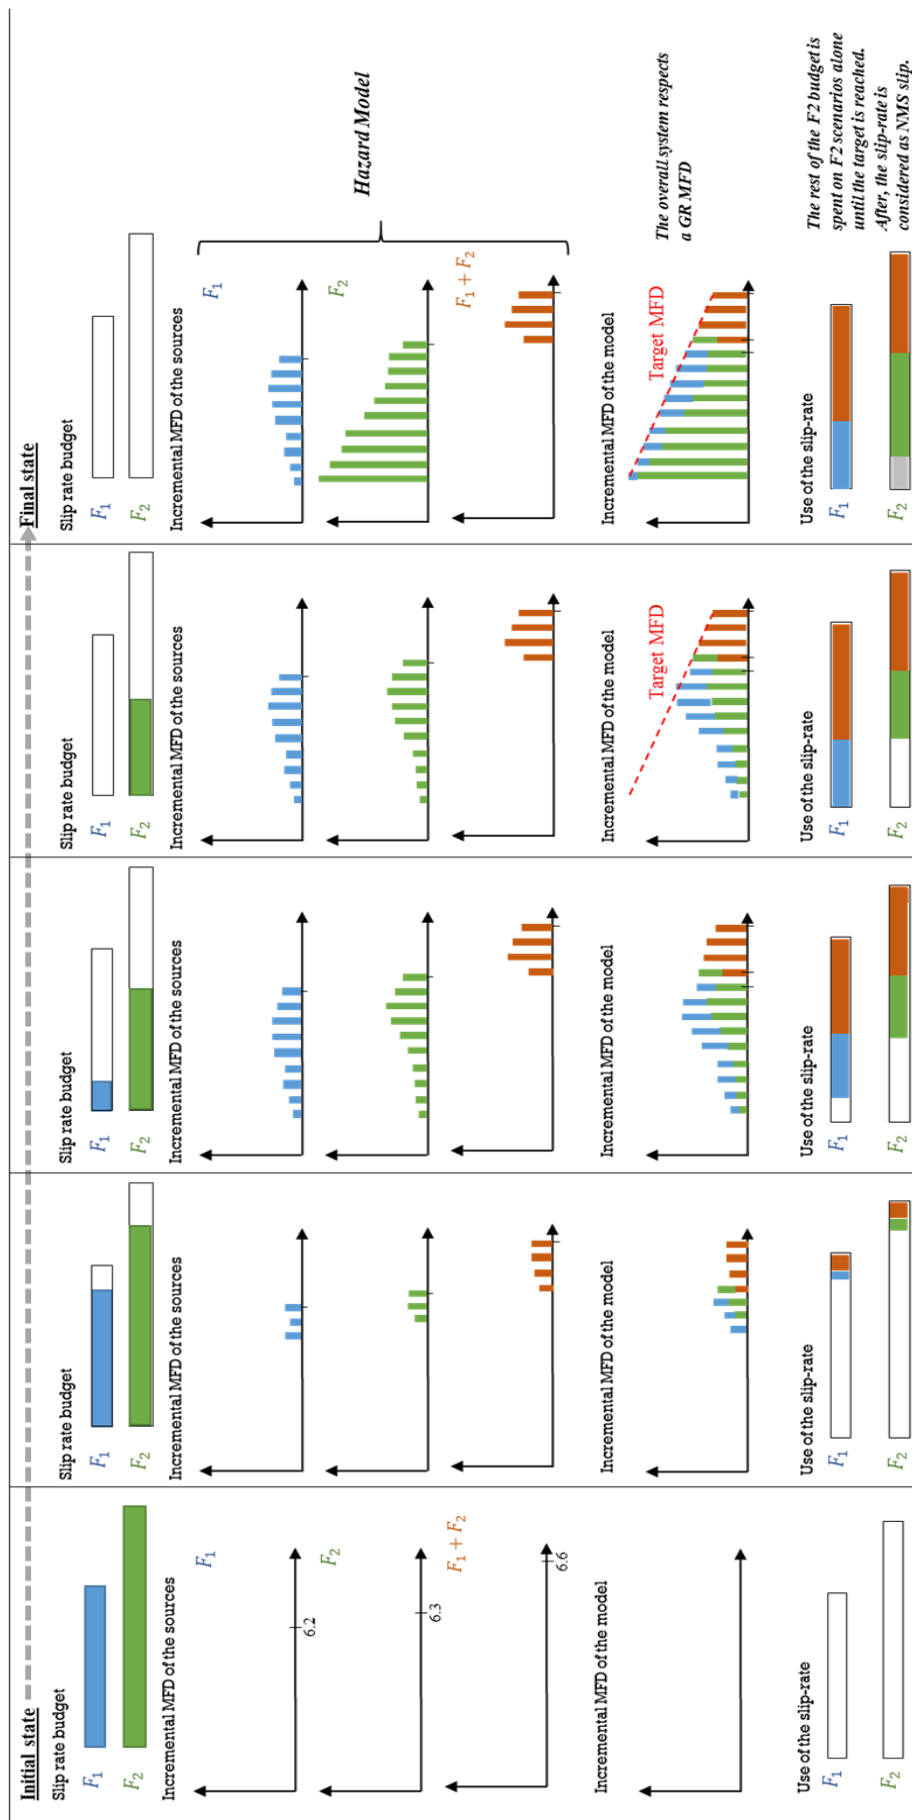 Initial state
Final state
Slip rate budget
F₁
F₂
Incremental MFD of the sources
F₁
6.2
F₂
6.3
F₁ + F₂
6.6
Incremental MFD of the model
Use of the slip-rate
F₁
F₂
Slip rate budget
F₁
F₂
Incremental MFD of the sources
Incremental MFD of the model
Use of the slip-rate
F₁
F₂
Slip rate budget
F₁
F₂
Incremental MFD of the sources
Incremental MFD of the model
Use of the slip-rate
F₁
F₂
Slip rate budget
F₁
F₂
Incremental MFD of the sources
Incremental MFD of the model
Target MFD
Use of the slip-rate
F₁
F₂
Slip rate budget
F₁
F₂
Incremental MFD of the sources
F₁
F₂
F₁ + F₂
Hazard Model
Incremental MFD of the model
Target MFD
The overall system respects
a GR MFD
Use of the slip-rate
F₁
F₂
The rest of the F2 budget is
spent on F2 scenarios alone
until the target is reached.
After, the slip-rate is
considered as NMS slip.